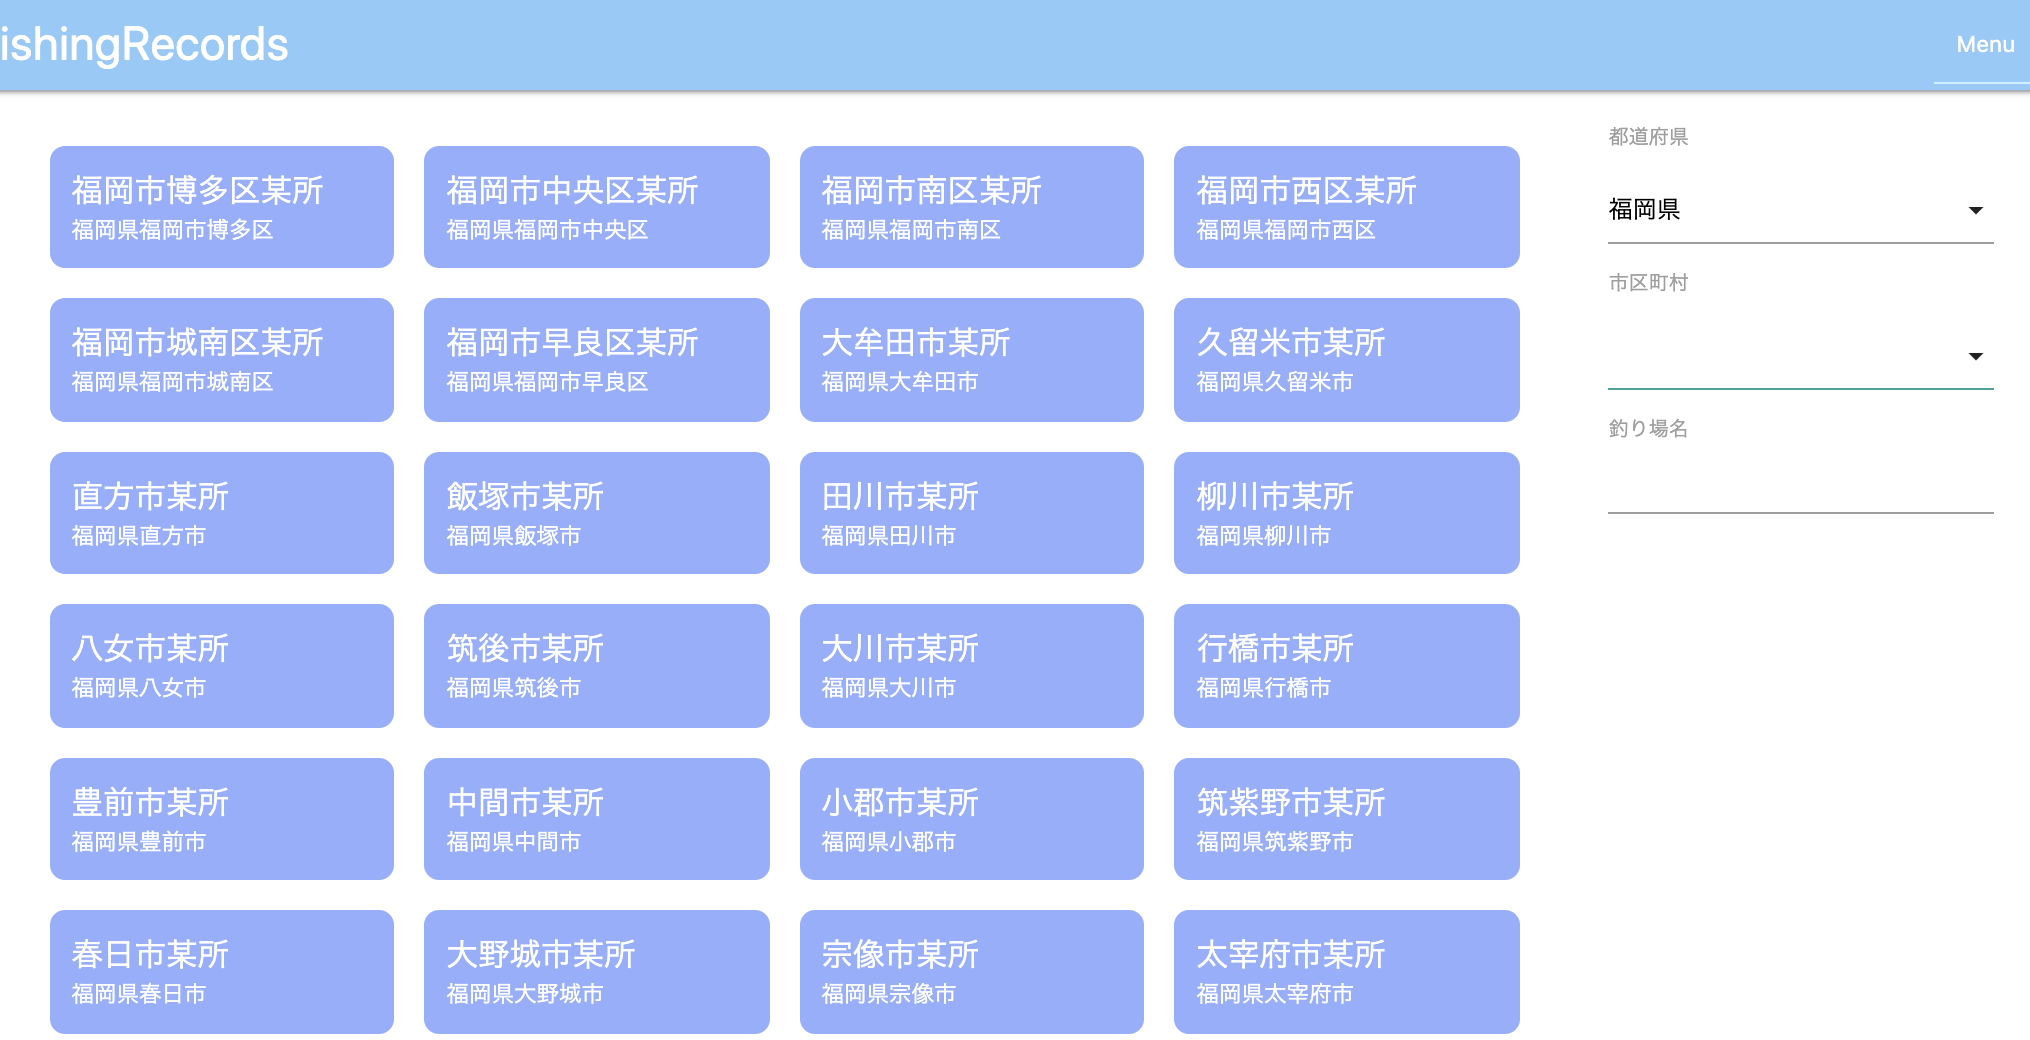 ishingRecords
Menu
福岡市博多区某所
福岡県福岡市博多区
福岡市中央区某所
福岡県福岡市中央区
福岡市南区某所
福岡県福岡市南区
福岡市西区某所
福岡県福岡市西区
福岡市城南区某所
福岡県福岡市城南区
福岡市早良区某所
福岡県福岡市早良区
大牟田市某所
福岡県大牟田市
久留米市某所
福岡県久留米市
直方市某所
福岡県直方市
飯塚市某所
福岡県飯塚市
田川市某所
福岡県田川市
柳川市某所
福岡県柳川市
八女市某所
福岡県八女市
筑後市某所
福岡県筑後市
大川市某所
福岡県大川市
行橋市某所
福岡県行橋市
豊前市某所
福岡県豊前市
中間市某所
福岡県中間市
小郡市某所
福岡県小郡市
筑紫野市某所
福岡県筑紫野市
春日市某所
福岡県春日市
大野城市某所
福岡県大野城市
宗像市某所
福岡県宗像市
太宰府市某所
福岡県太宰府市
都道府県
福岡県
市区町村
釣り場名